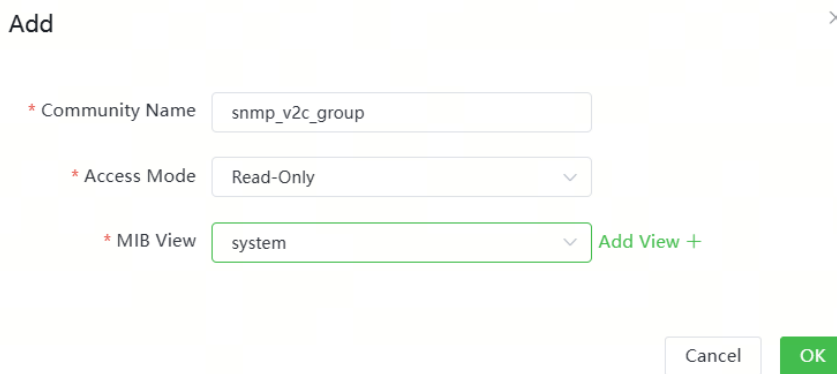 Add
* Community Name snmp_v2c_group
* Access Mode Read-Only
* MIB View system Add View +
Cancel OK